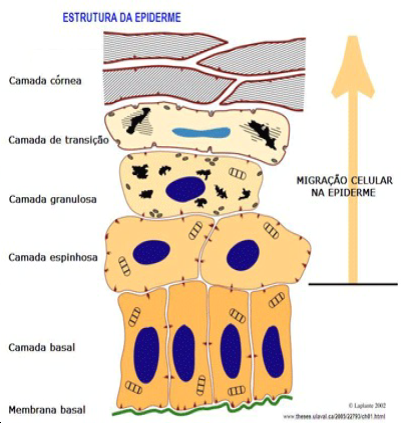 ESTRUTURA DA EPIDERME
Camada córnea
Camada de transição
Camada granulosa
MIGRAÇÃO CELULAR
NA EPIDERME
Camada espinhosa
Camada basal
Membrana basal
© Laplante 2002
www.theses.ulaval.ca/2005/22793/ch01.html